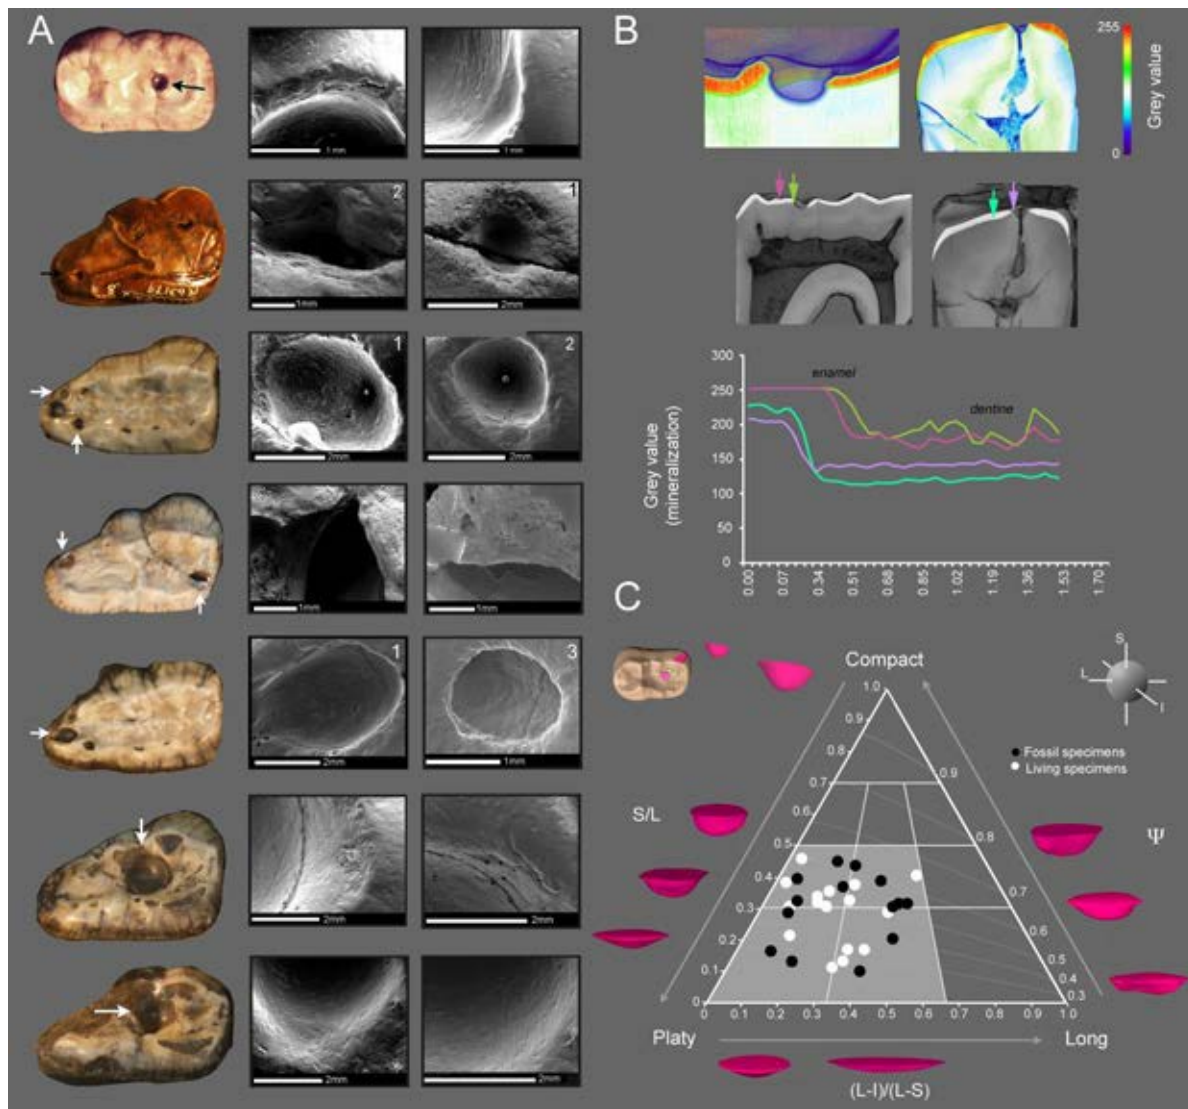 A
1mm
1mm
2
1
1mm
2mm
1
2
2mm
2mm
1mm
1mm
1
3
2mm
1mm
2mm
2mm
2mm
2mm
B
255
0
Grey value
300
250
200
150
100
50
0
Grey value
(mineralization)
enamel
dentine
0.00
0.07
0.34
0.51
0.68
0.85
1.02
1.19
1.36
1.53
1.70
C
Compact
S
L
I
1.0
0.9
0.8
0.7
0.6
0.5
0.4
0.3
0.2
0.1
0
0.9
0.8
0.7
0.6
0.5
0.4
0.3
Fossil specimens
Living specimens
S/L
Ψ
0 0.1 0.2 0.3 0.4 0.5 0.6 0.7 0.8 0.9 1.0
Platy
Long
(L-I)/(L-S)